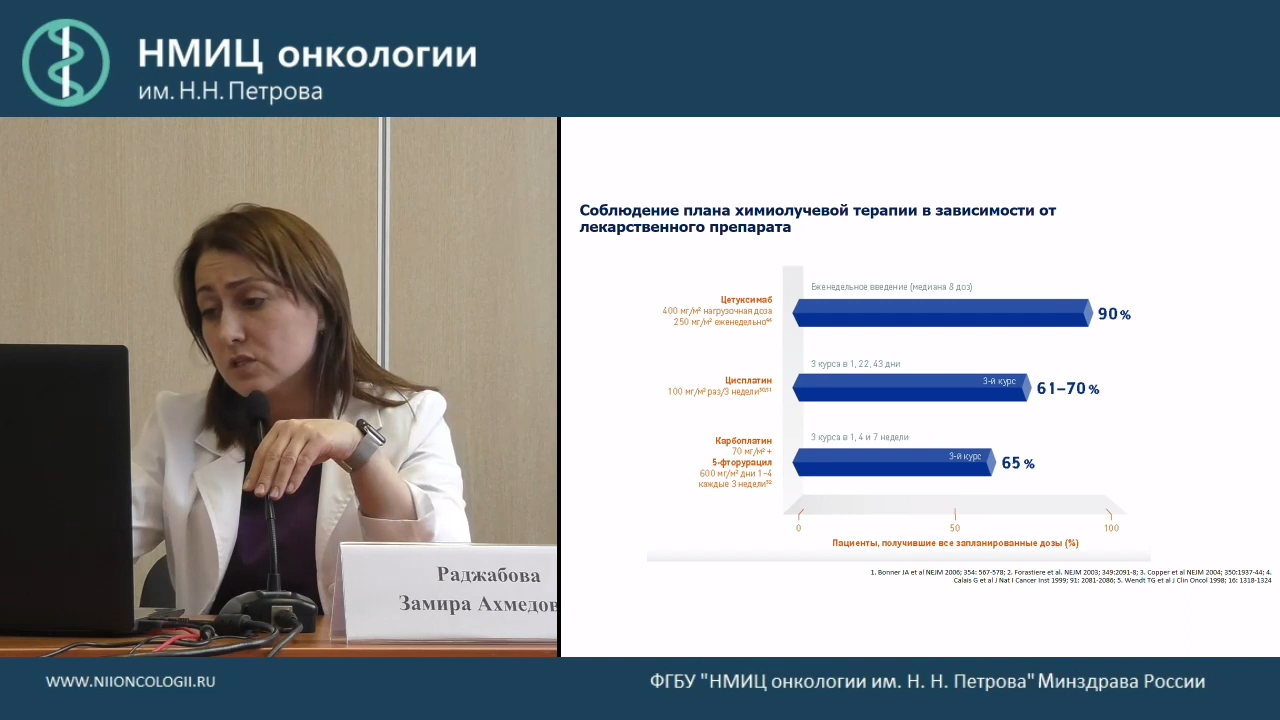 НМИЦ онкологии
им. Н.Н. Петрова
Раджабова
Замира Ахмедов
Соблюдение плана химиолучевой терапии в зависимости от
лекарственного препарата
Еженедельное введение (медиана 8 доз)
Цетуксимаб
400 мг/м² нагрузочная доза
250 мг/м² еженедельно⁴⁴
90 %
3 курса в 1, 22, 43 дни
Цисплатин
100 мг/м² раз/3 недели
3-й курс
61–70 %
3 курса в 1, 4 и 7 недели
Карбоплатин
70 мг/м² +
5-фторурацил
600 мг/м² дни 1–4
каждые 3 недели⁵²
3-й курс
65 %
0
50
100
Пациенты, получившие все запланированные дозы (%)
1. Bonner JA et al NEJM 2006; 354: 567-578; 2. Forastiere et al. NEJM 2003; 349:2091-8; 3. Copper et al NEJM 2004; 350:1937-44; 4.
Calais G et al J Nat l Cancer Inst 1999; 91: 2081-2086; 5. Wendt TG et al J Clin Oncol 1998; 16: 1318-1324
WWW.NIIONCOLOGII.RU
ФГБУ "НМИЦ онкологии им. Н. Н. Петрова" Минздрава России